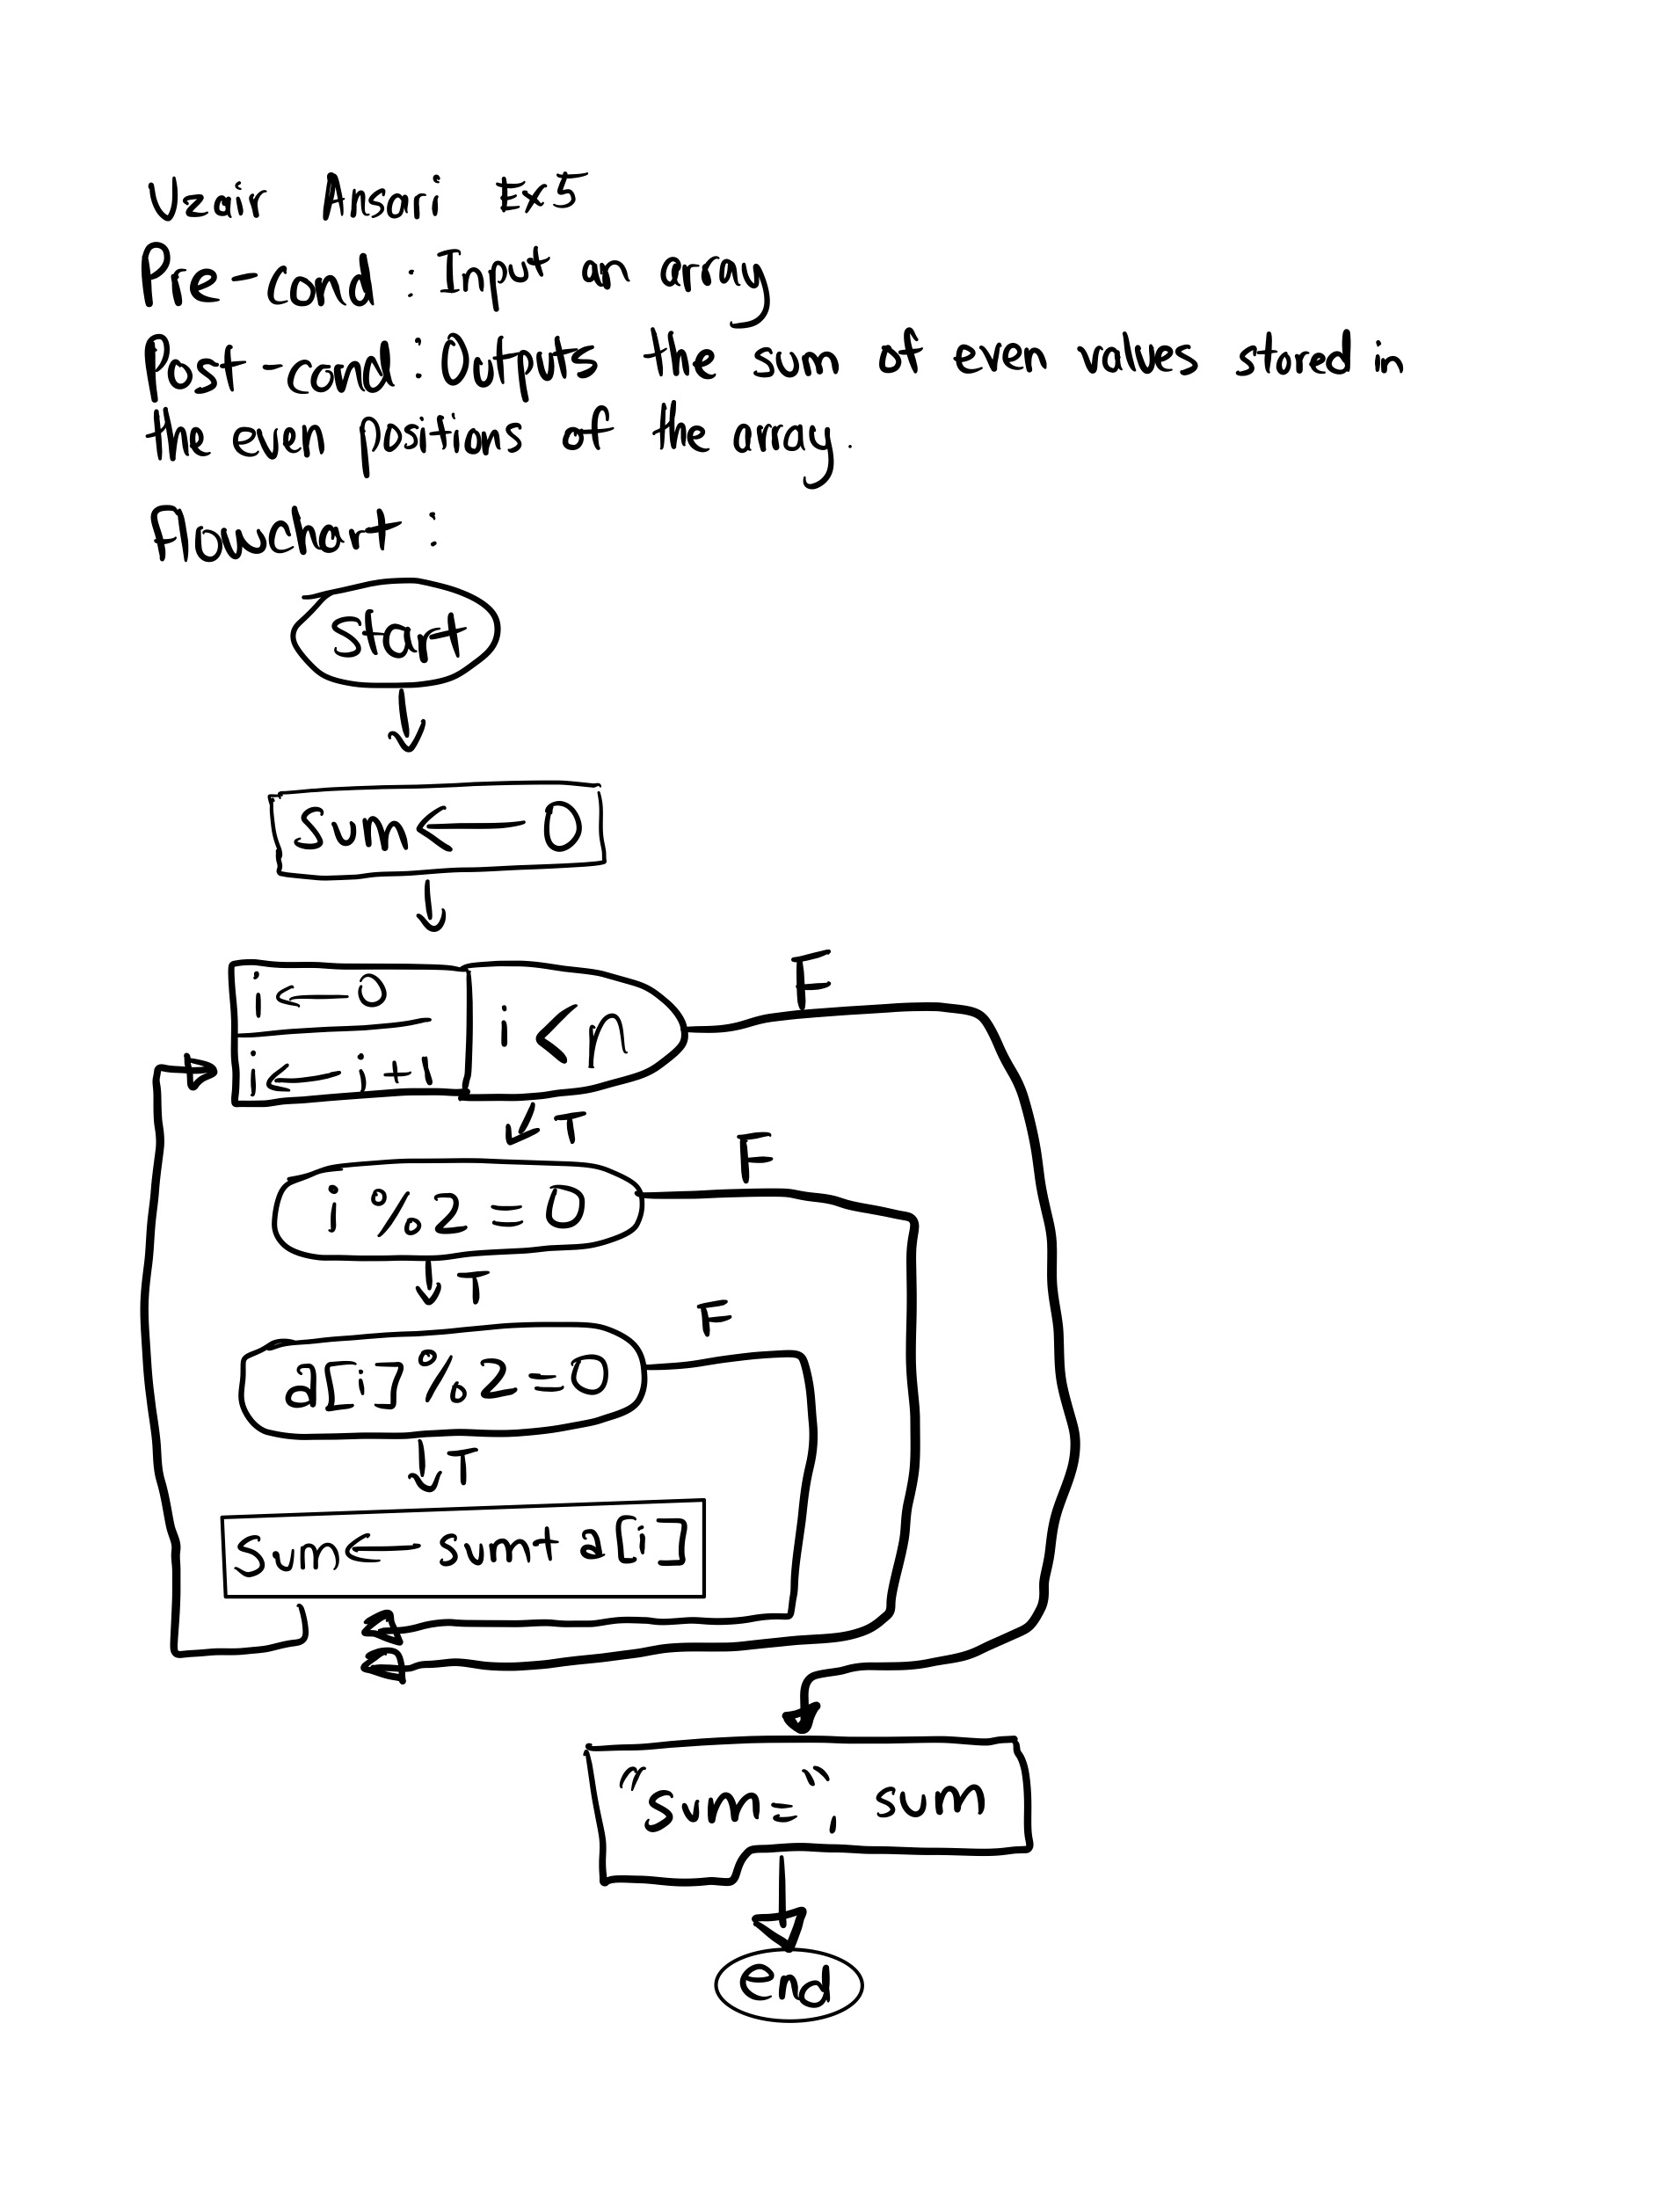 Uzair Ansari Ex5
Pre-cond : Input an array
Post-cond : Outputs the sum of even values stored in
the even positions of the array.
Flowchart :
Start
Sum ← 0
i ← 0
i < n
F
i ← i + 1
T
F
i % 2 = 0
T
F
a[i] % 2 = 0
T
Sum ← sum + a[i]
"sum=", sum
end